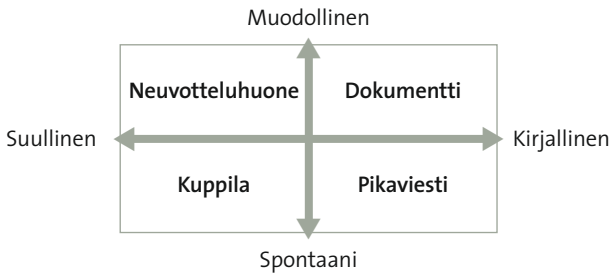 Muodollinen
Neuvotteluhuone Dokumentti
Suullinen Kirjallinen
Kuppila Pikaviesti
Spontaani